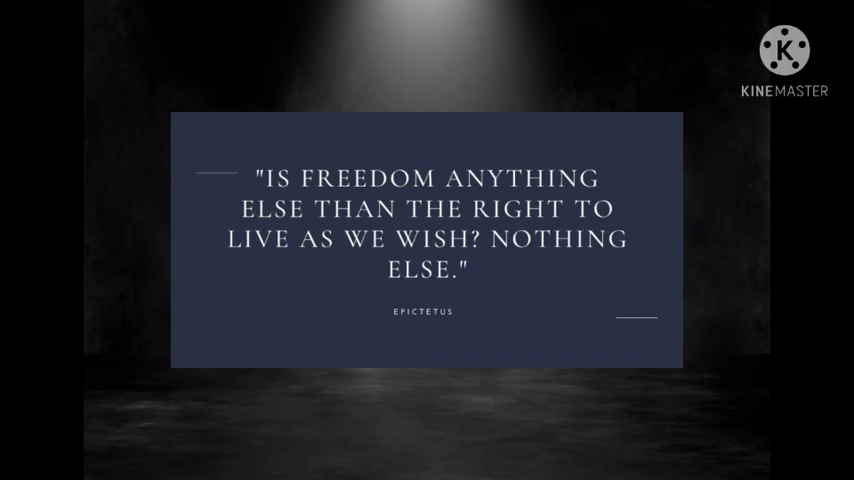 KINEMASTER
"IS FREEDOM ANYTHING
ELSE THAN THE RIGHT TO
LIVE AS WE WISH? NOTHING
ELSE."
EPICTETUS